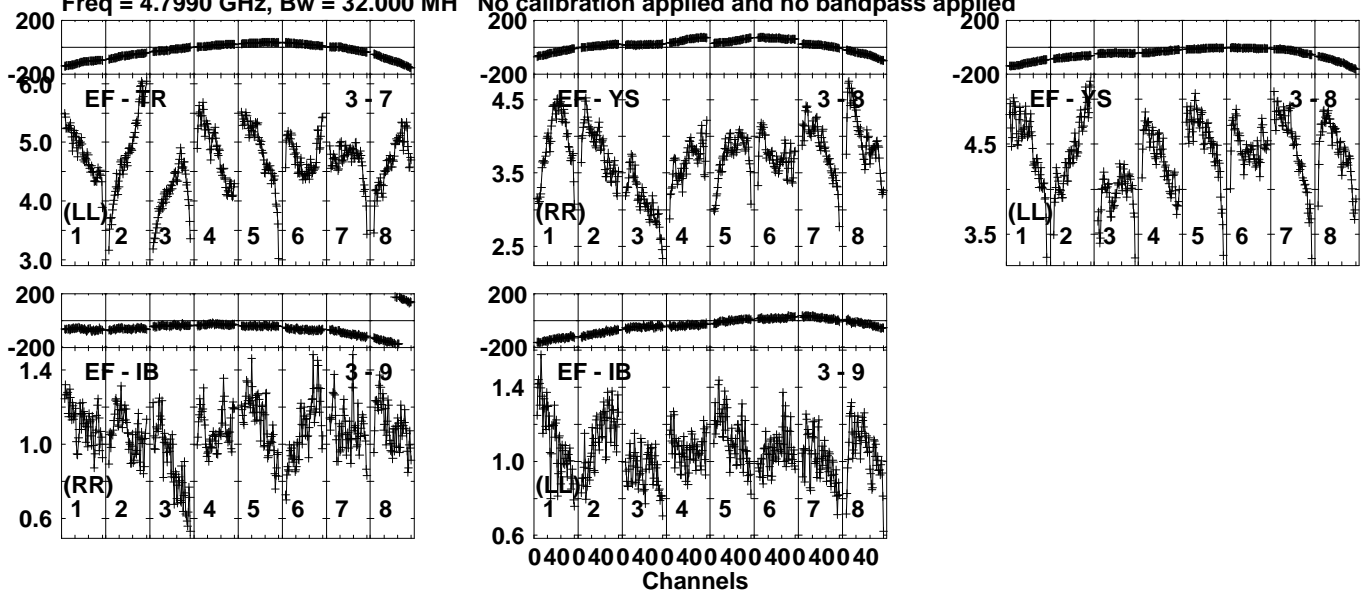 Freq = 4.7990 GHz, Bw = 32.000 MH No calibration applied and no bandpass applied
200
-200
6.0
5.0
4.0
3.0
EF - TR 3 - 7
(LL)
1 2 3 4 5 6 7 8
200
-200
4.5
3.5
2.5
EF - YS 3 - 8
(RR)
1 2 3 4 5 6 7 8
200
-200
4.5
3.5
EF - YS 3 - 8
(LL)
1 2 3 4 5 6 7 8
200
-200
1.4
1.0
0.6
EF - IB 3 - 9
(RR)
1 2 3 4 5 6 7 8
200
-200
1.4
1.0
0.6
EF - IB 3 - 9
(LL)
1 2 3 4 5 6 7 8
0 40 0 40 0 40 0 40 0 40 0 40 0 40 0 40
Channels